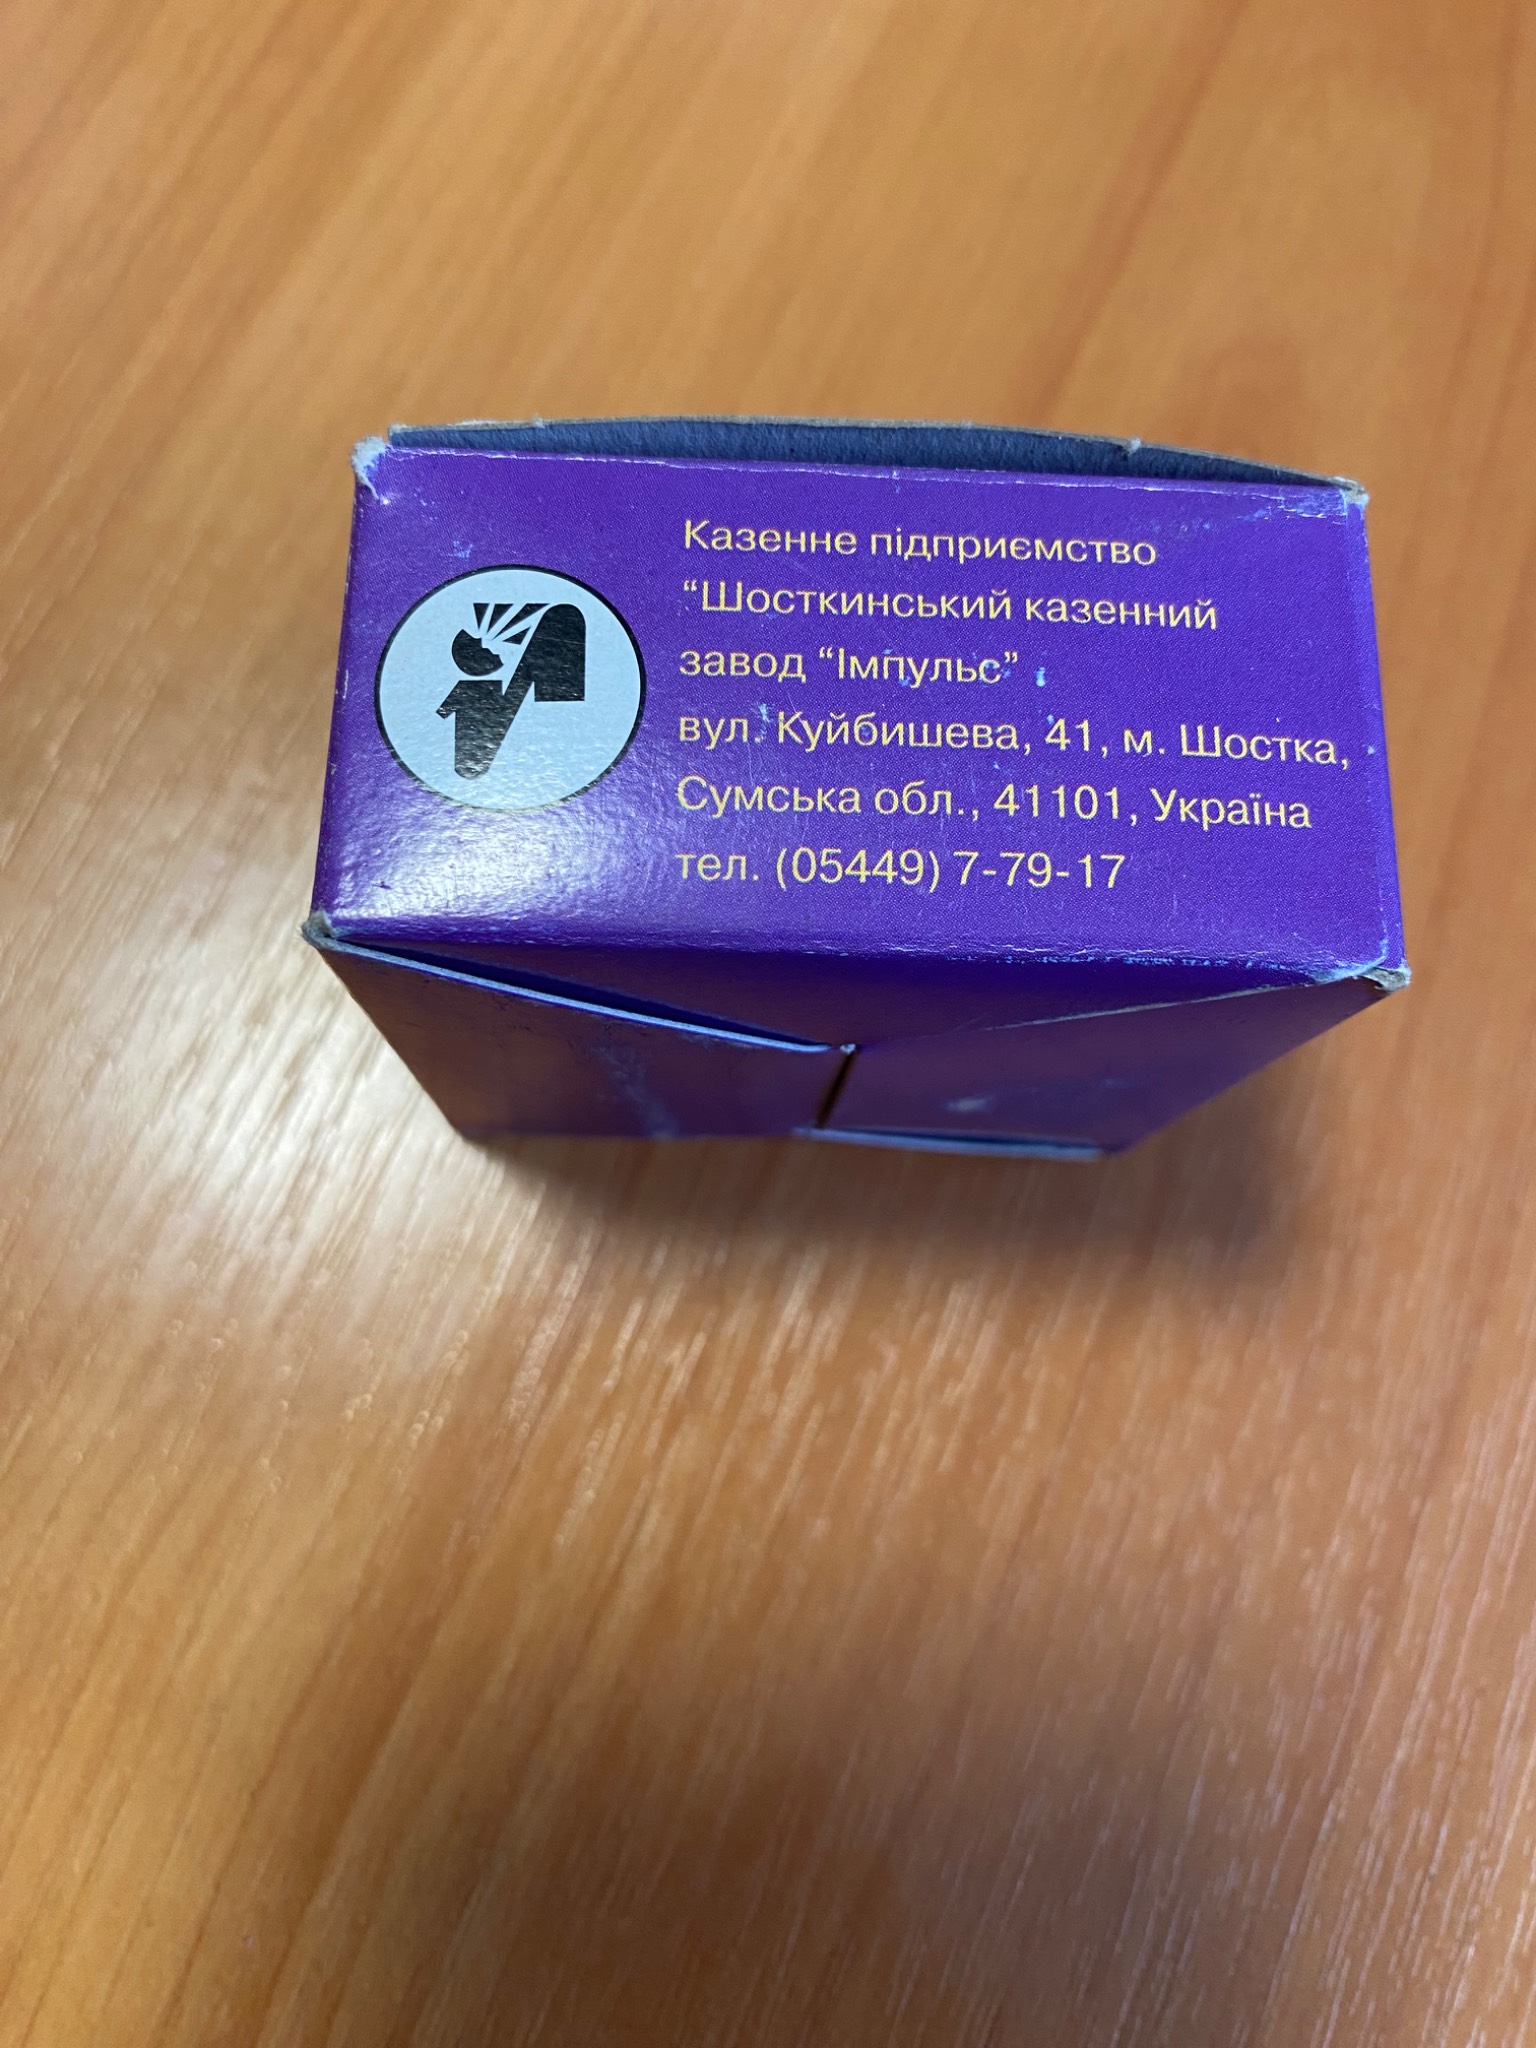 Казенне підприємство
“Шосткинський казенний
завод “Імпульс”
вул. Куйбишева, 41, м. Шостка,
Сумська обл., 41101, Україна
тел. (05449) 7-79-17